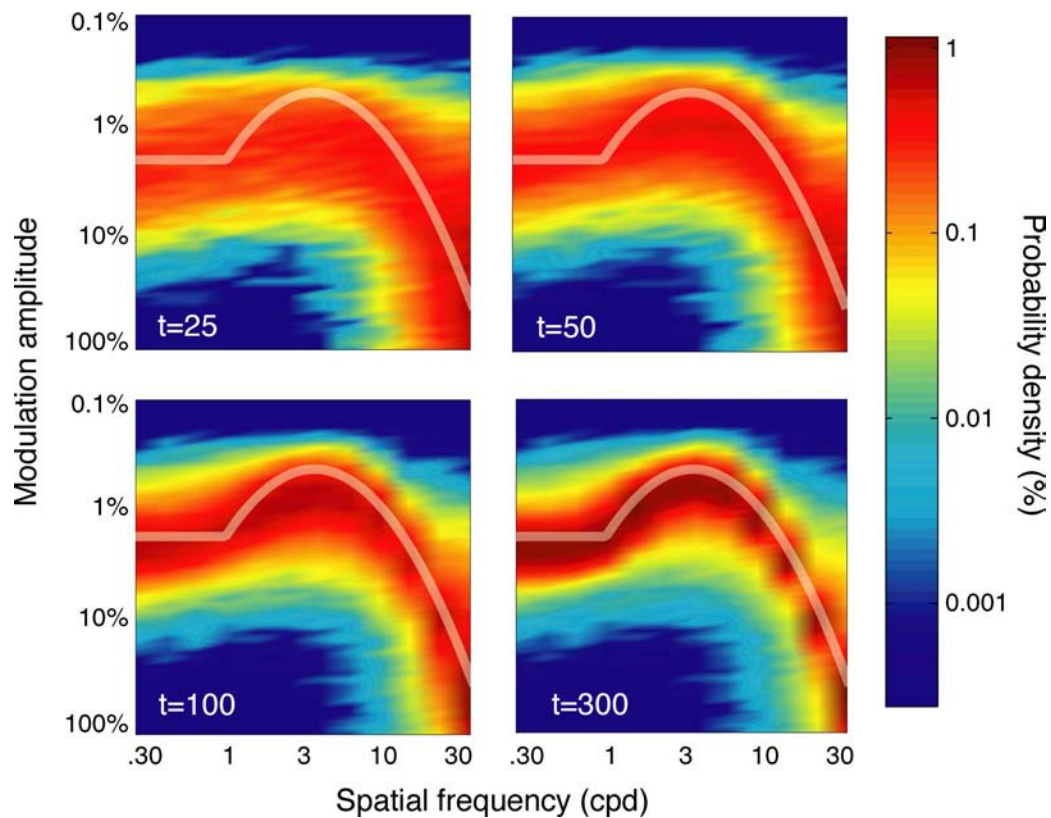 0.1%
1%
10%
100%
t=25
t=50
0.1%
1%
10%
100%
t=100
t=300
.30 1 3 10 30
.30 1 3 10 30
Modulation amplitude
Spatial frequency (cpd)
1
0.1
0.01
0.001
Probability density (%)